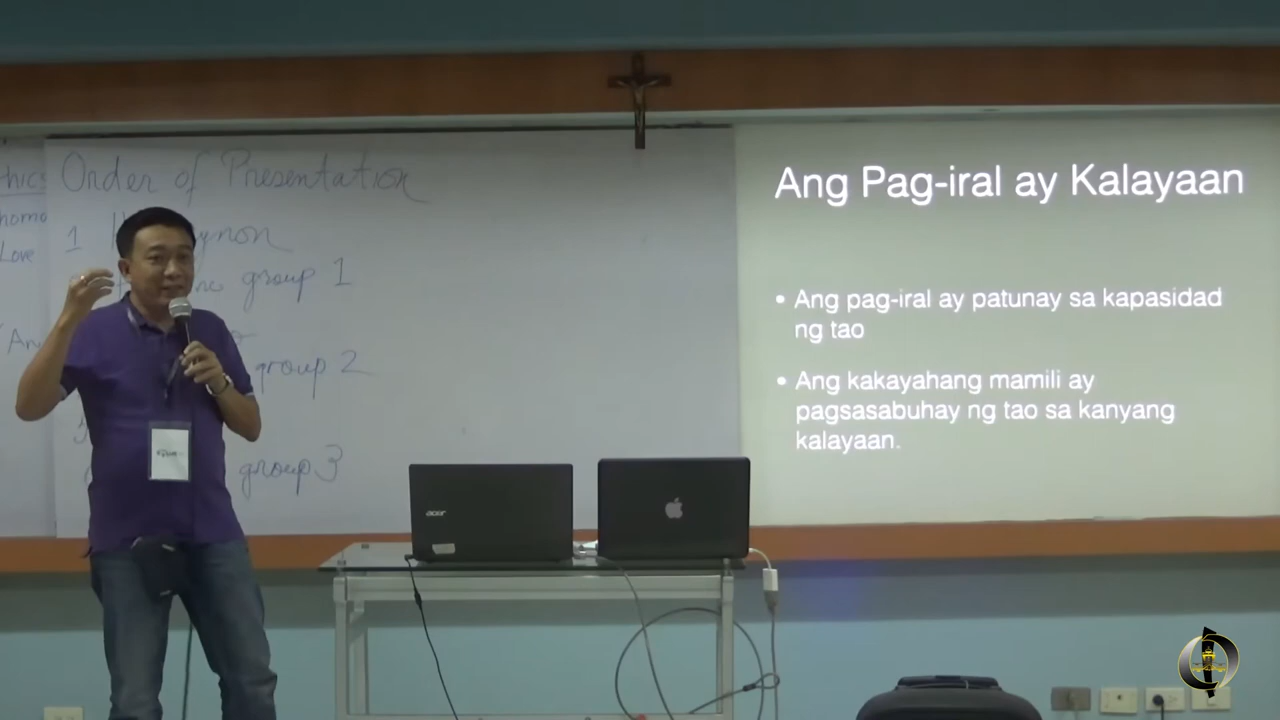 Order of Presentation
1
group 1
group 2
group 3
Love
acer
Ang Pag-iral ay Kalayaan
• Ang pag-iral ay patunay sa kapasidad
ng tao
• Ang kakayahang mamili ay
pagsasabuhay ng tao sa kanyang
kalayaan.